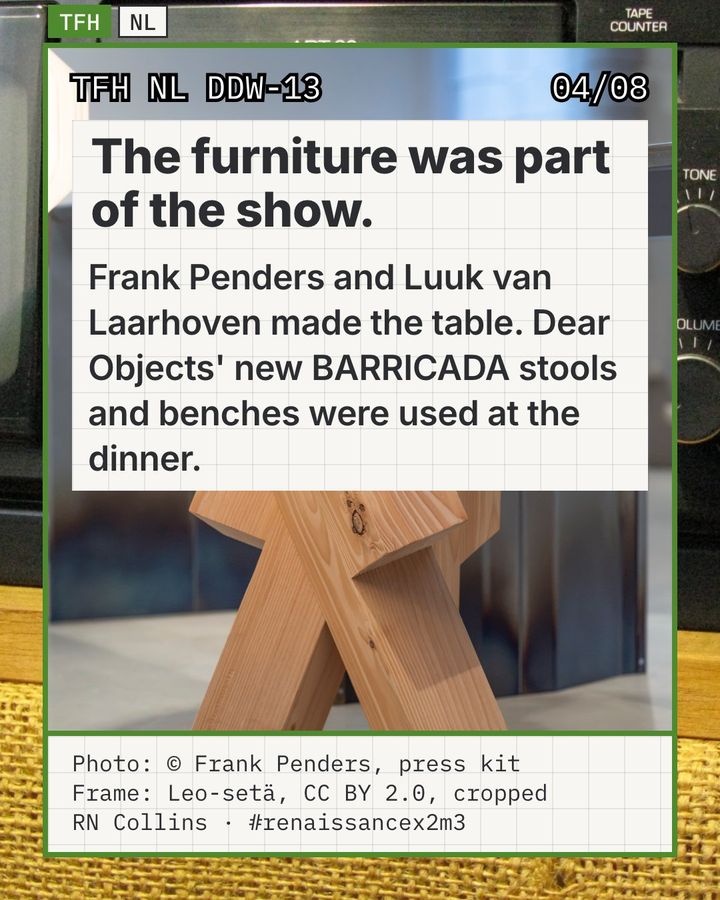 TFH NL
TAPE
COUNTER
TFH NL DDW-13 04/08
The furniture was part
of the show.
TONE
Frank Penders and Luuk van
Laarhoven made the table. Dear
Objects' new BARRICADA stools
and benches were used at the
dinner.
OLUME
Photo: © Frank Penders, press kit
Frame: Leo-setä, CC BY 2.0, cropped
RN Collins · #renaissancex2m3